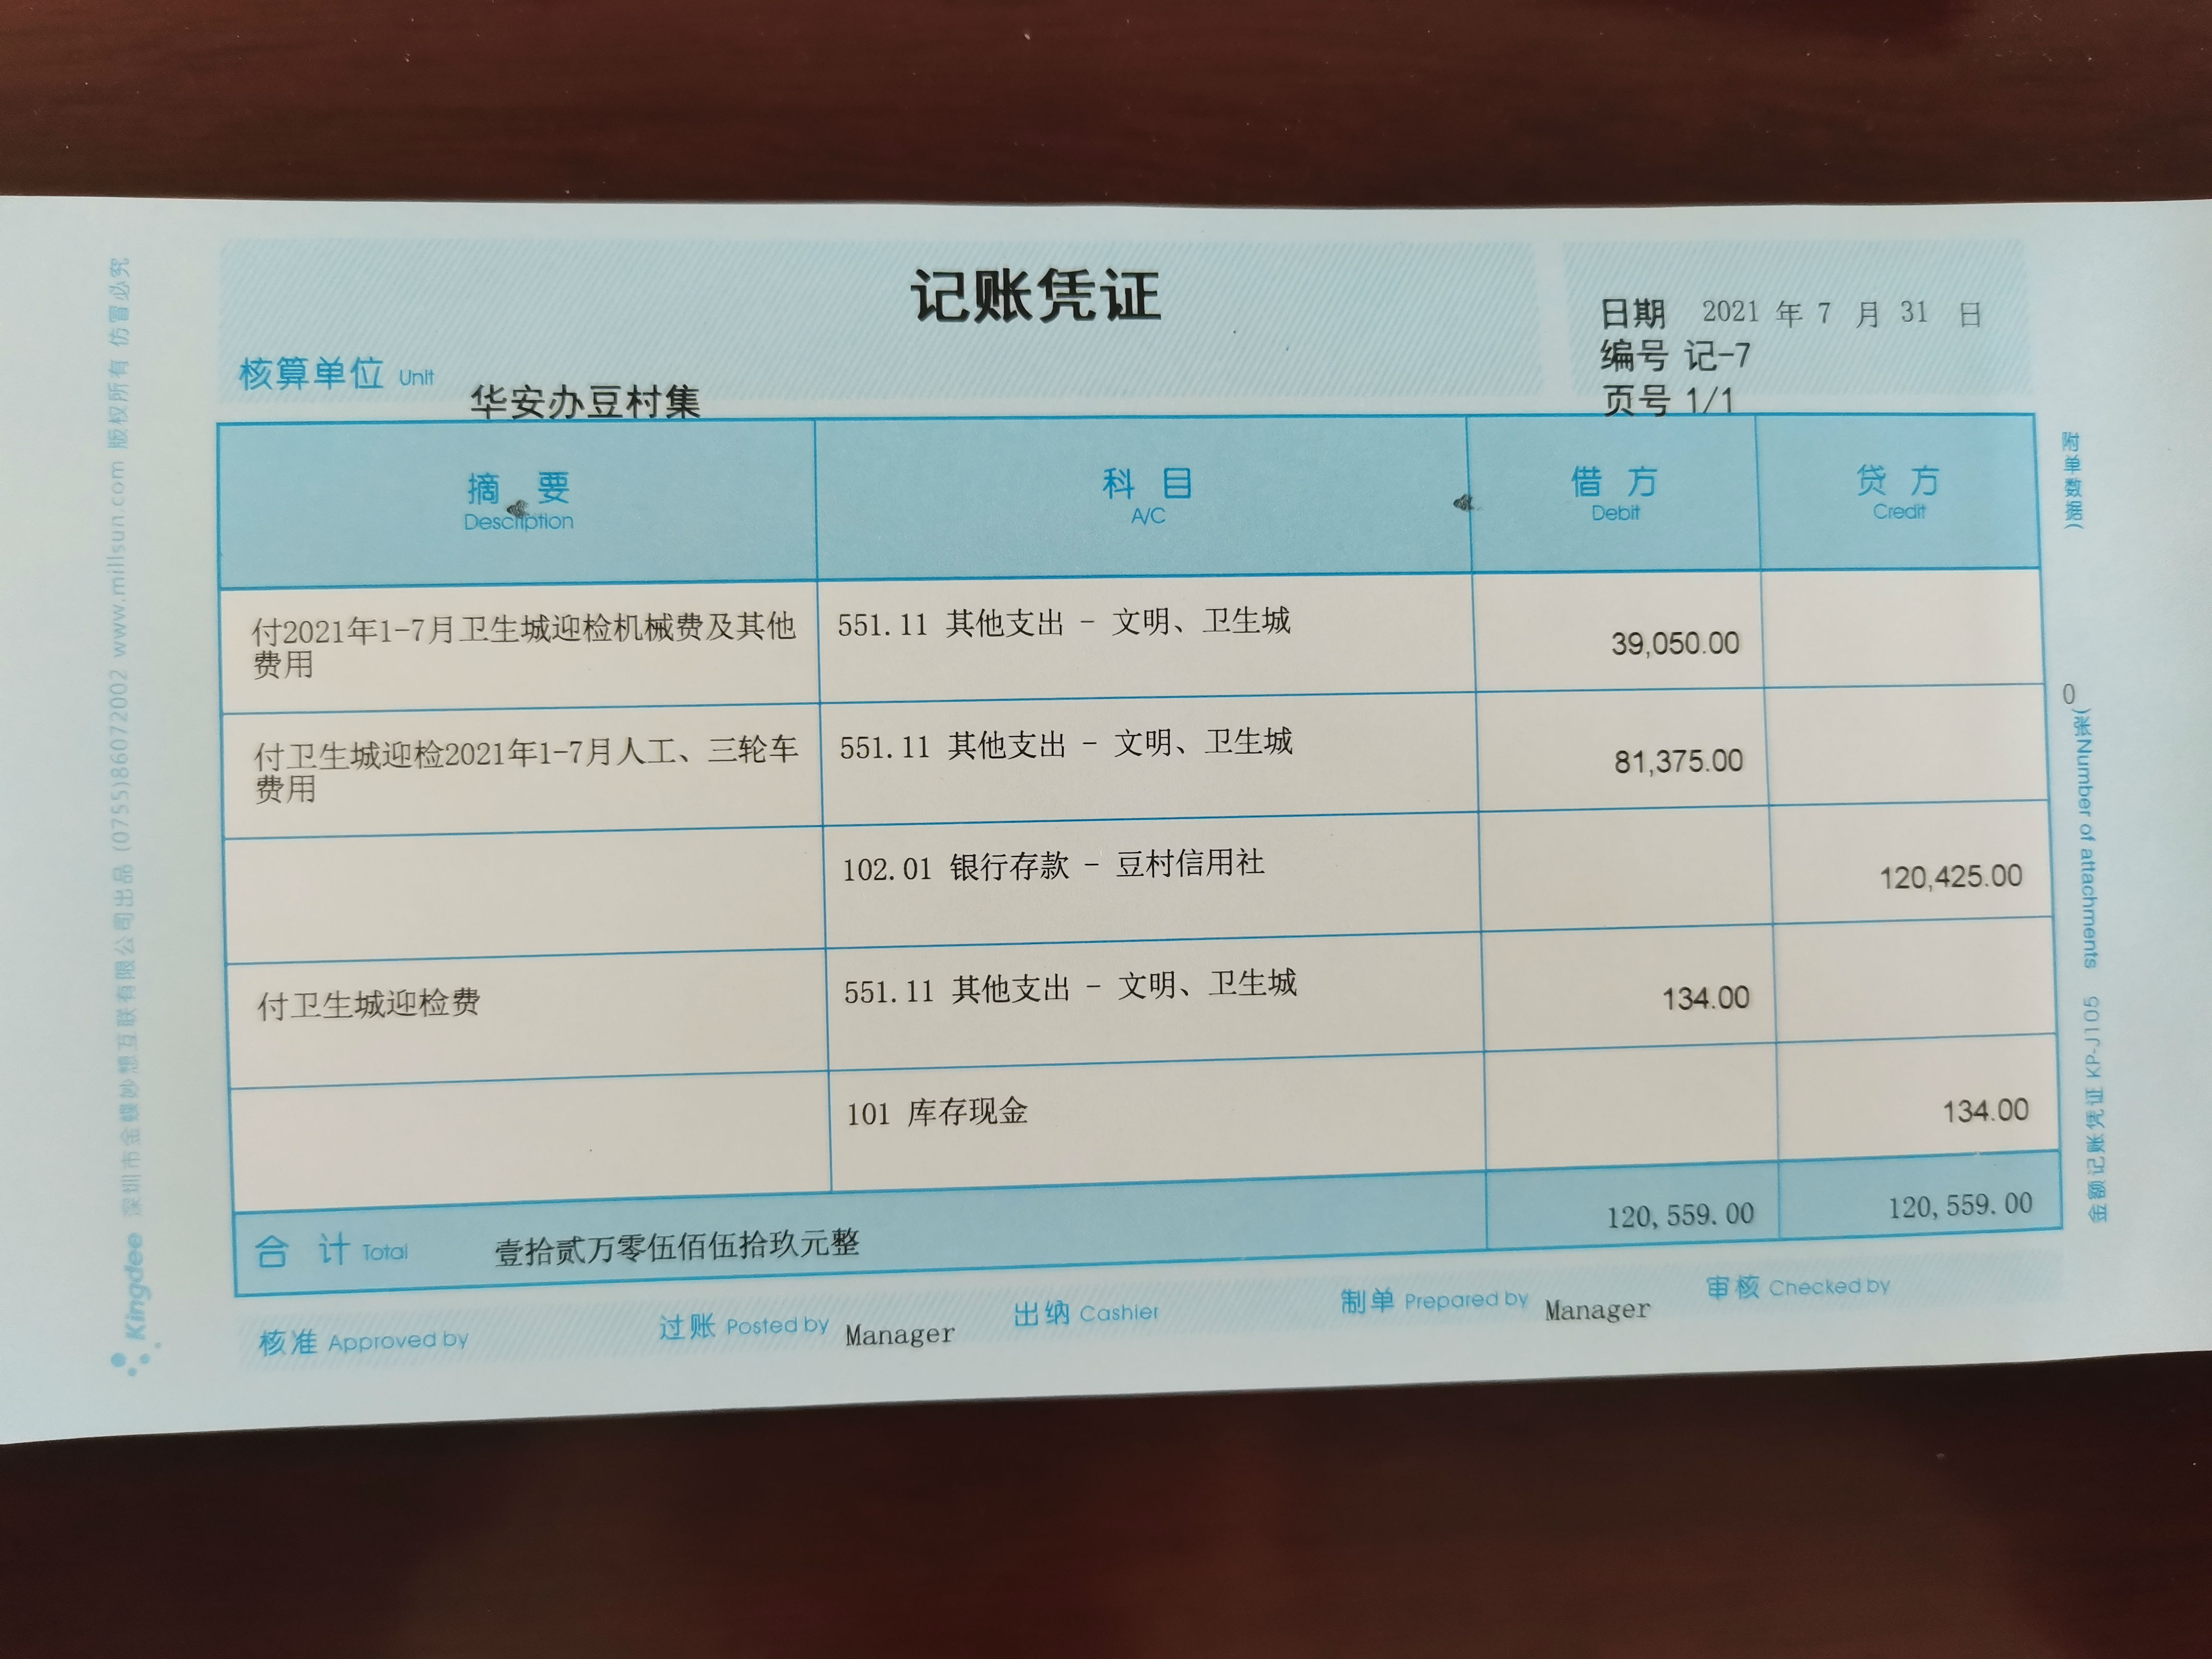 记账凭证
日期 2021 年 7 月 31 日
编号 记-7
页号 1/1
核算单位 Unit 华安办豆村集
摘 要 科 目 借 方 贷 方
Description A/C Debit Credit
付2021年1-7月卫生城迎检机械费及其他 551.11 其他支出 - 文明、卫生城 39,050.00
费用
付卫生城迎检2021年1-7月人工、三轮车 551.11 其他支出 - 文明、卫生城 81,375.00
费用
102.01 银行存款 - 豆村信用社 120,425.00
付卫生城迎检费 551.11 其他支出 - 文明、卫生城 134.00
101 库存现金 134.00
合 计 Total 壹拾贰万零伍佰伍拾玖元整 120,559.00 120,559.00
核准 Approved by 过账 Posted by Manager 出纳 Cashier 制单 Prepared by Manager 审核 Checked by
Kingdee 深圳市金蝶妙想互联有限公司出品 (0755)86072002 www.millsun.com 版权所有 仿冒必究
附单数据( 0 )张Number of attachments 金额记账凭证 KP-J105